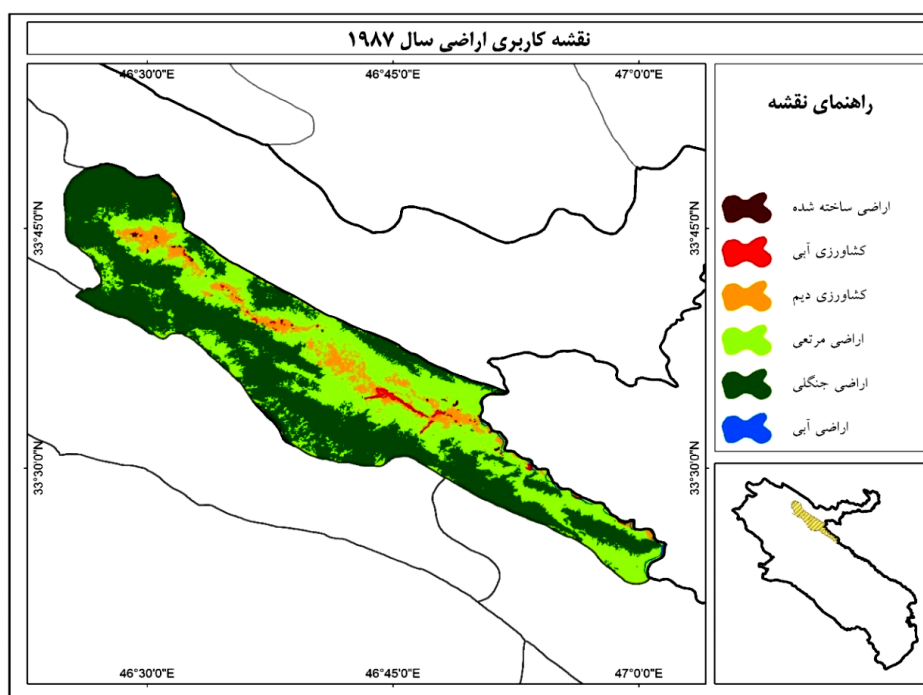 نقشه کاربری اراضی سال ۱۹۸۷
46°30'0"E
46°45'0"E
47°0'0"E
راهنمای نقشه
اراضی ساخته شده
کشاورزی آبی
کشاورزی دیم
اراضی مرتعی
اراضی جنگلی
اراضی آبی
33°45'0"N
33°45'0"N
33°30'0"N
33°30'0"N
46°30'0"E
46°45'0"E
47°0'0"E